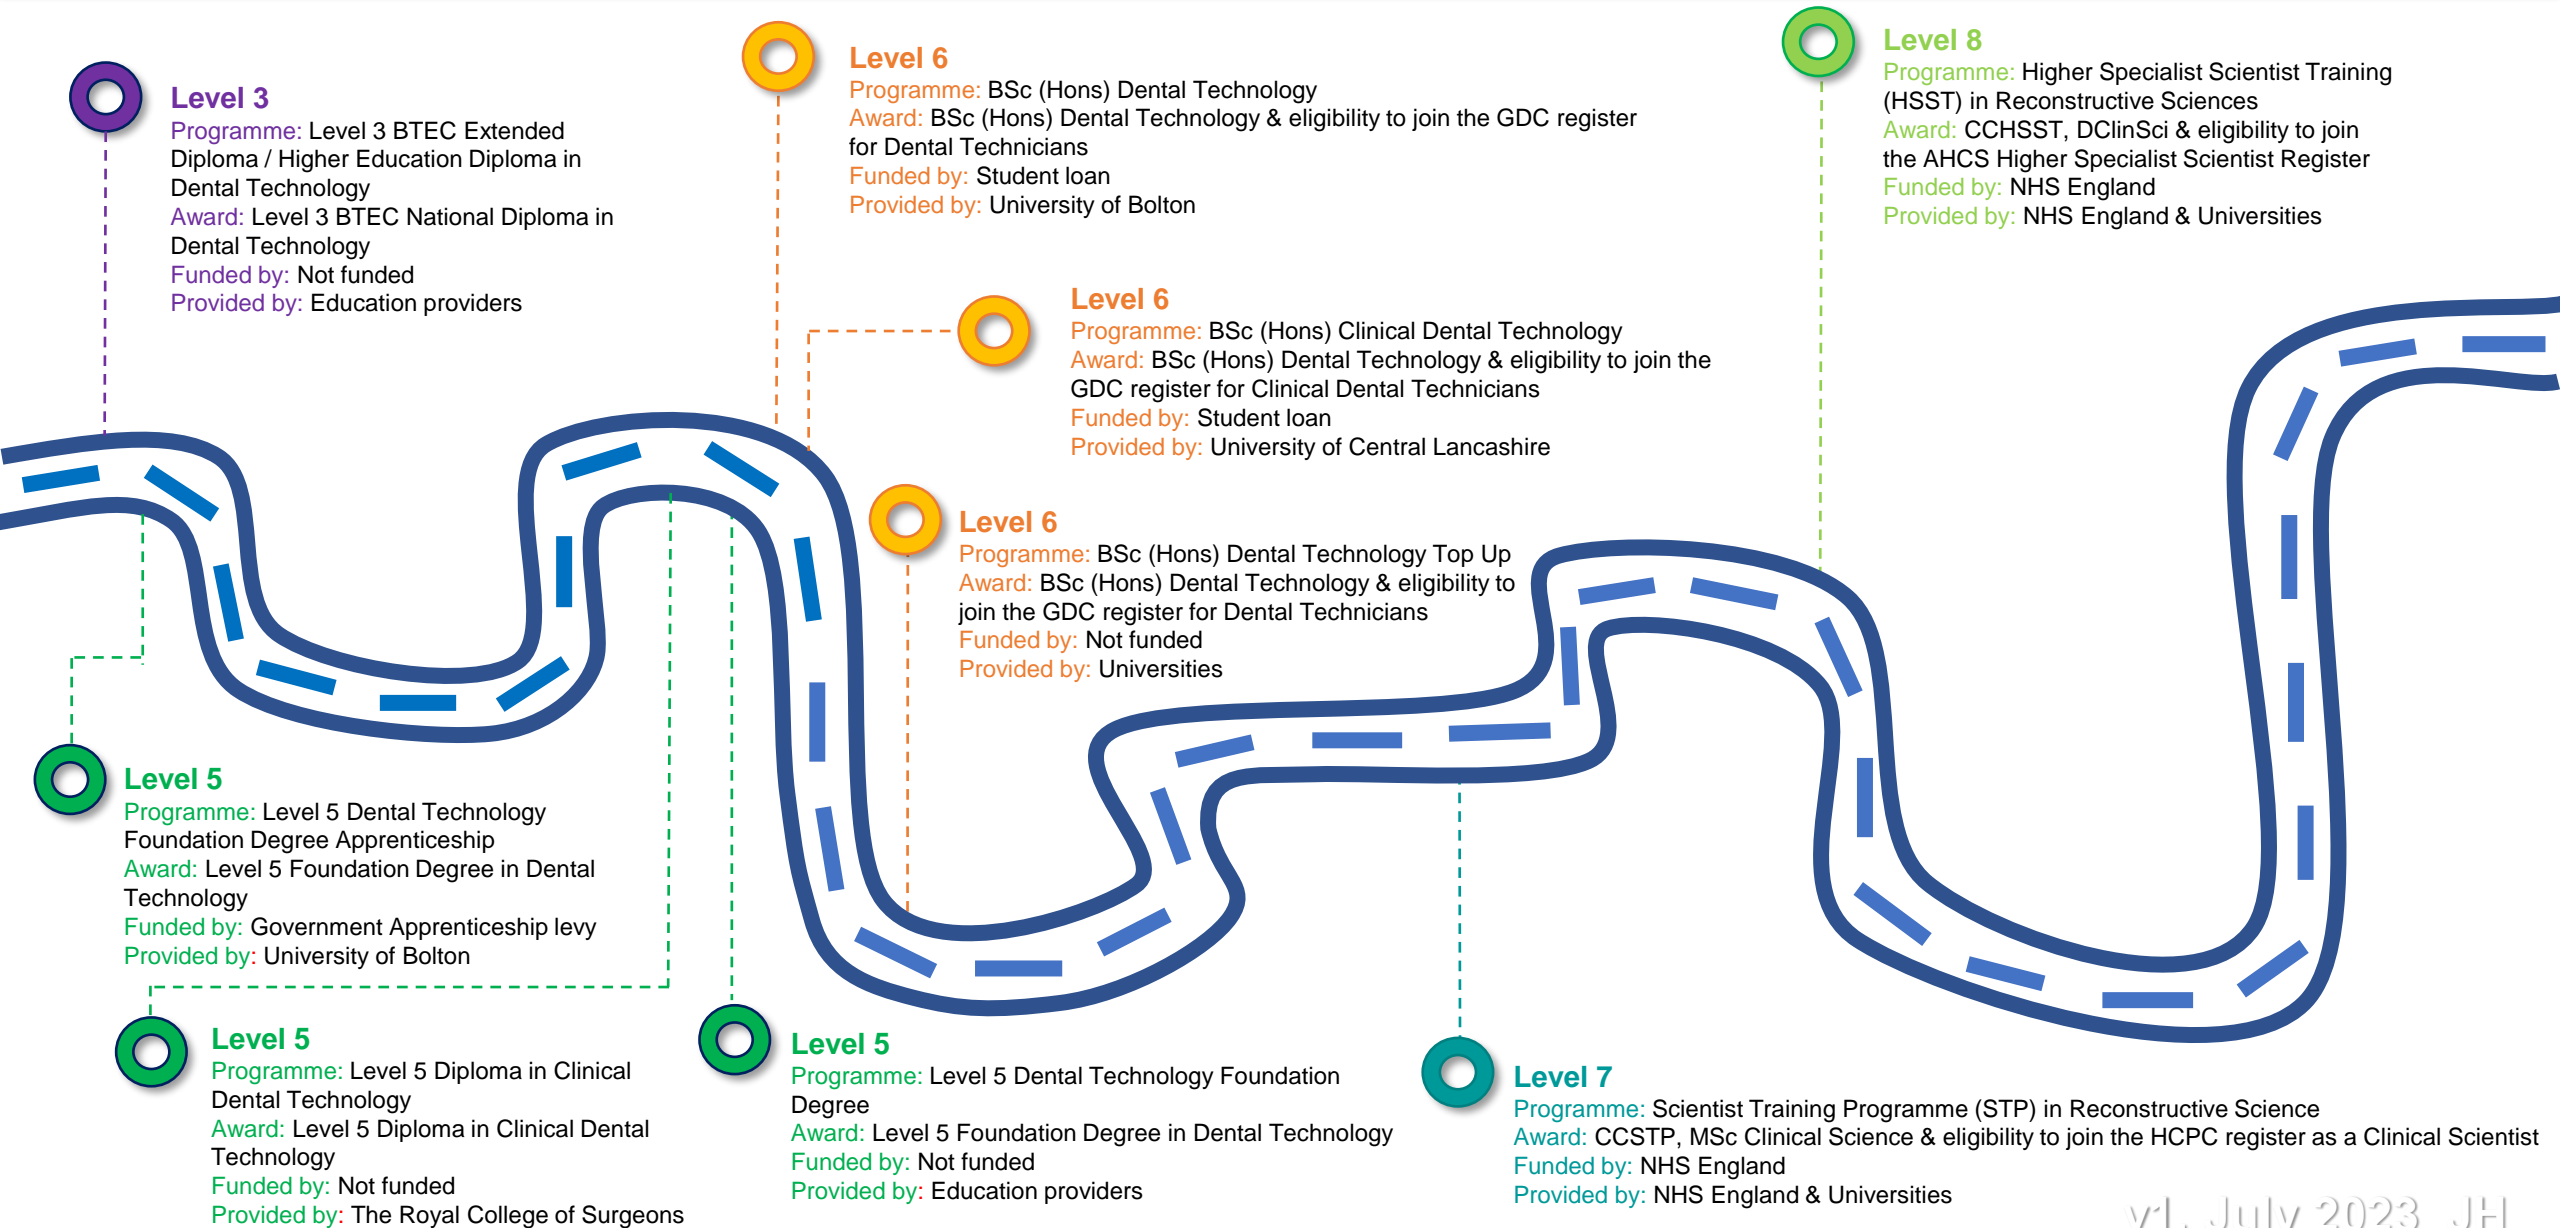 Level 3
Programme: Level 3 BTEC Extended
Diploma / Higher Education Diploma in
Dental Technology
Award: Level 3 BTEC National Diploma in
Dental Technology
Funded by: Not funded
Provided by: Education providers
Level 6
Programme: BSc (Hons) Dental Technology
Award: BSc (Hons) Dental Technology & eligibility to join the GDC register
for Dental Technicians
Funded by: Student loan
Provided by: University of Bolton
Level 8
Programme: Higher Specialist Scientist Training
(HSST) in Reconstructive Sciences
Award: CCHSST, DClinSci & eligibility to join
the AHCS Higher Specialist Scientist Register
Funded by: NHS England
Provided by: NHS England & Universities
Level 6
Programme: BSc (Hons) Clinical Dental Technology
Award: BSc (Hons) Dental Technology & eligibility to join the
GDC register for Clinical Dental Technicians
Funded by: Student loan
Provided by: University of Central Lancashire
Level 6
Programme: BSc (Hons) Dental Technology Top Up
Award: BSc (Hons) Dental Technology & eligibility to
join the GDC register for Dental Technicians
Funded by: Not funded
Provided by: Universities
Level 5
Programme: Level 5 Dental Technology
Foundation Degree Apprenticeship
Award: Level 5 Foundation Degree in Dental
Technology
Funded by: Government Apprenticeship levy
Provided by: University of Bolton
Level 5
Programme: Level 5 Diploma in Clinical
Dental Technology
Award: Level 5 Diploma in Clinical Dental
Technology
Funded by: Not funded
Provided by: The Royal College of Surgeons
Level 5
Programme: Level 5 Dental Technology Foundation
Degree
Award: Level 5 Foundation Degree in Dental Technology
Funded by: Not funded
Provided by: Education providers
Level 7
Programme: Scientist Training Programme (STP) in Reconstructive Science
Award: CCSTP, MSc Clinical Science & eligibility to join the HCPC register as a Clinical Scientist
Funded by: NHS England
Provided by: NHS England & Universities
v1. July 2023 JH